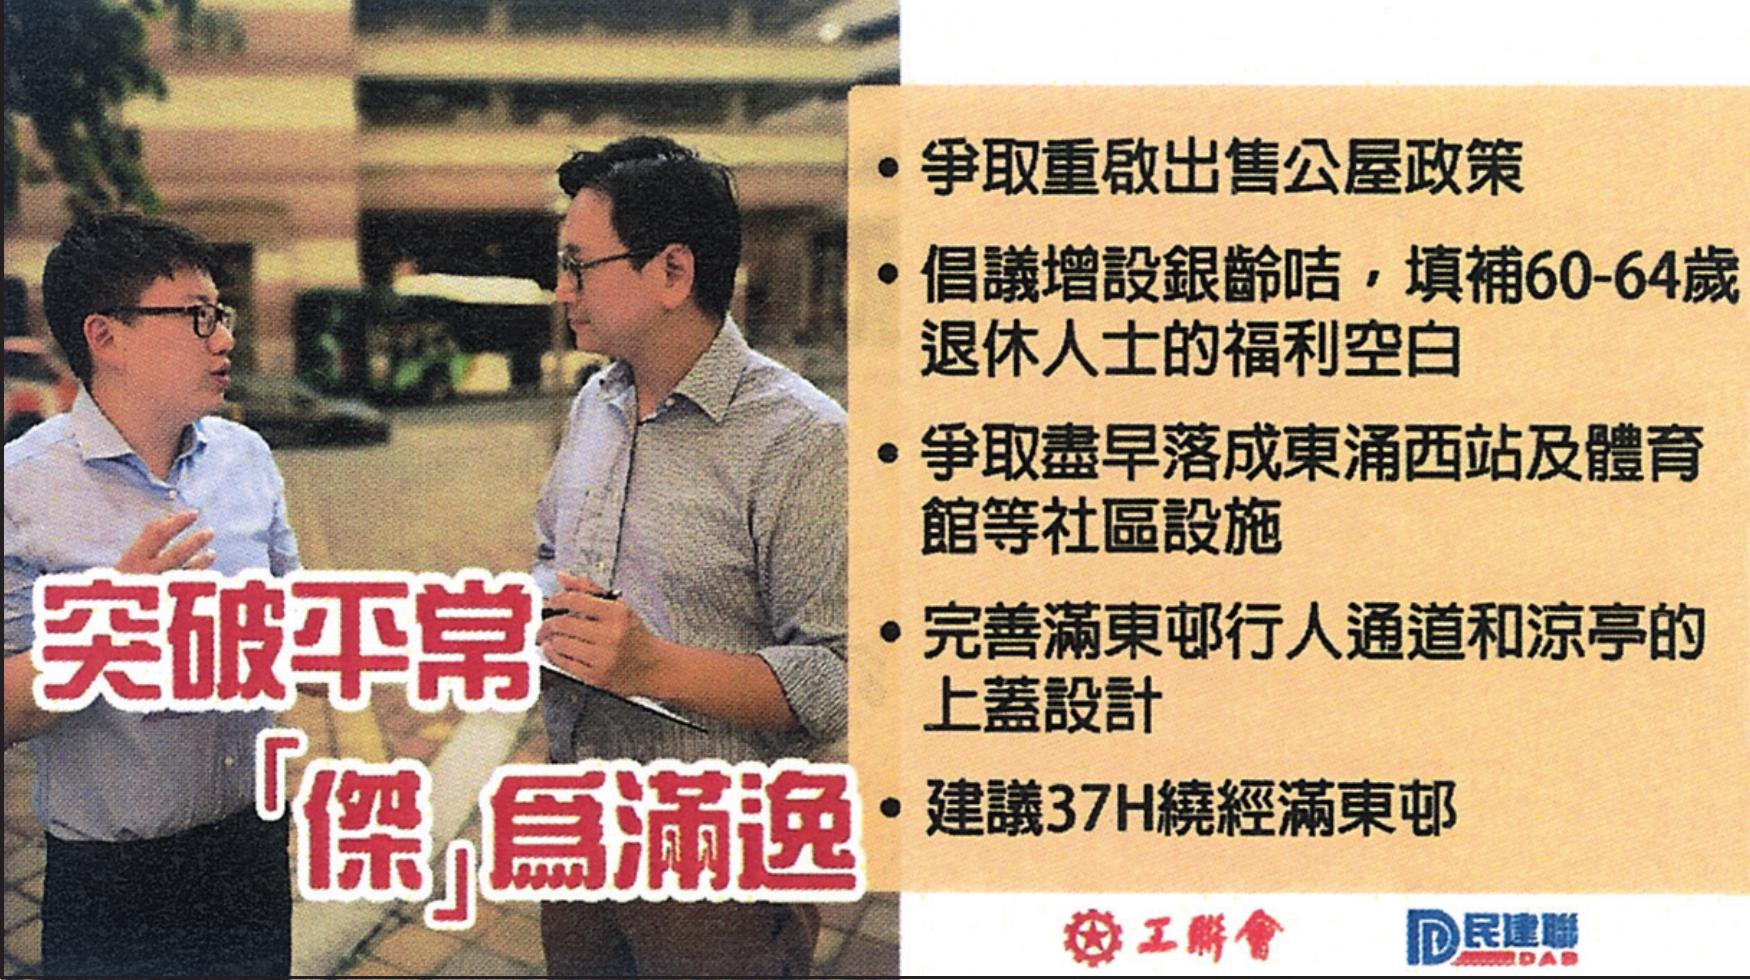 突破平常
「傑」為滿逸
• 爭取重啟出售公屋政策
• 倡議增設銀齡咭，填補60-64歲
退休人士的福利空白
• 爭取盡早落成東涌西站及體育
館等社區設施
• 完善滿東邨行人通道和涼亭的
上蓋設計
• 建議37H繞經滿東邨
工聯會
民建聯
DAB